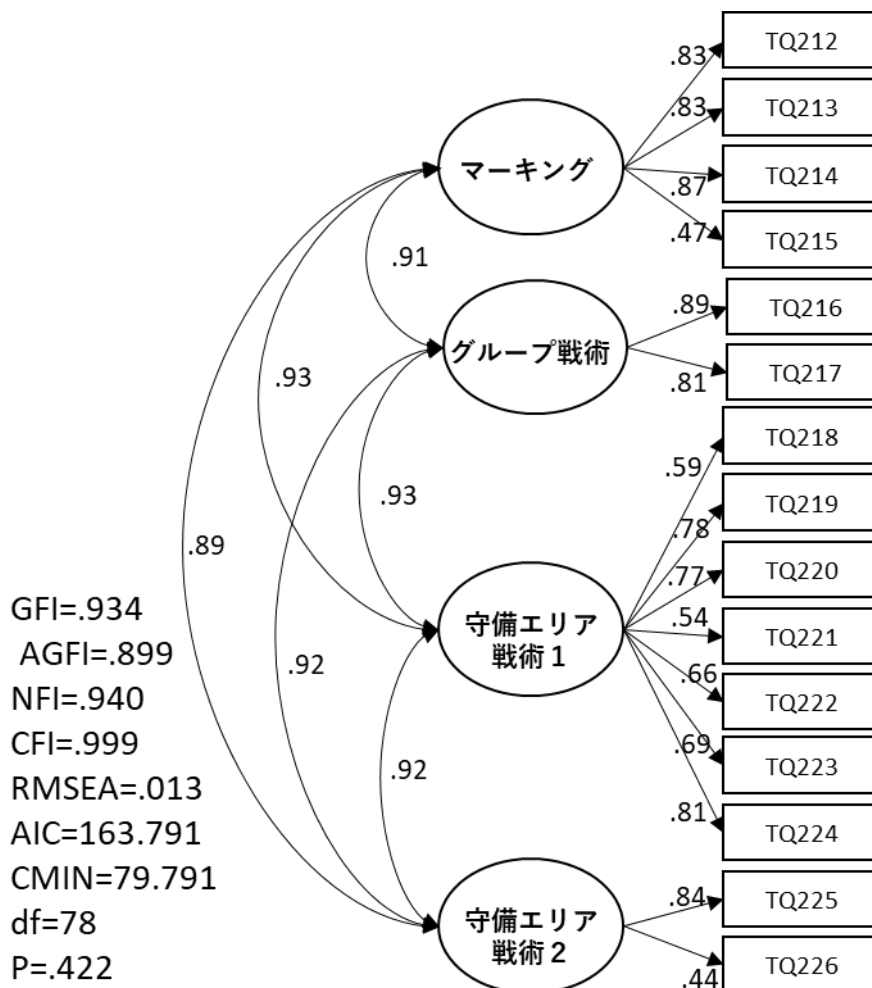 TQ212
.83
TQ213
.83
マーキング
TQ214
.87
TQ215
.47
.91
TQ216
.89
グループ戦術
TQ217
.81
.93
TQ218
.59
.93
TQ219
.78
.89
TQ220
.77
守備エリア
戦術１
TQ221
.54
.92
TQ222
.66
TQ223
.69
.92
TQ224
.81
TQ225
.84
守備エリア
戦術２
TQ226
.44
GFI=.934
AGFI=.899
NFI=.940
CFI=.999
RMSEA=.013
AIC=163.791
CMIN=79.791
df=78
P=.422